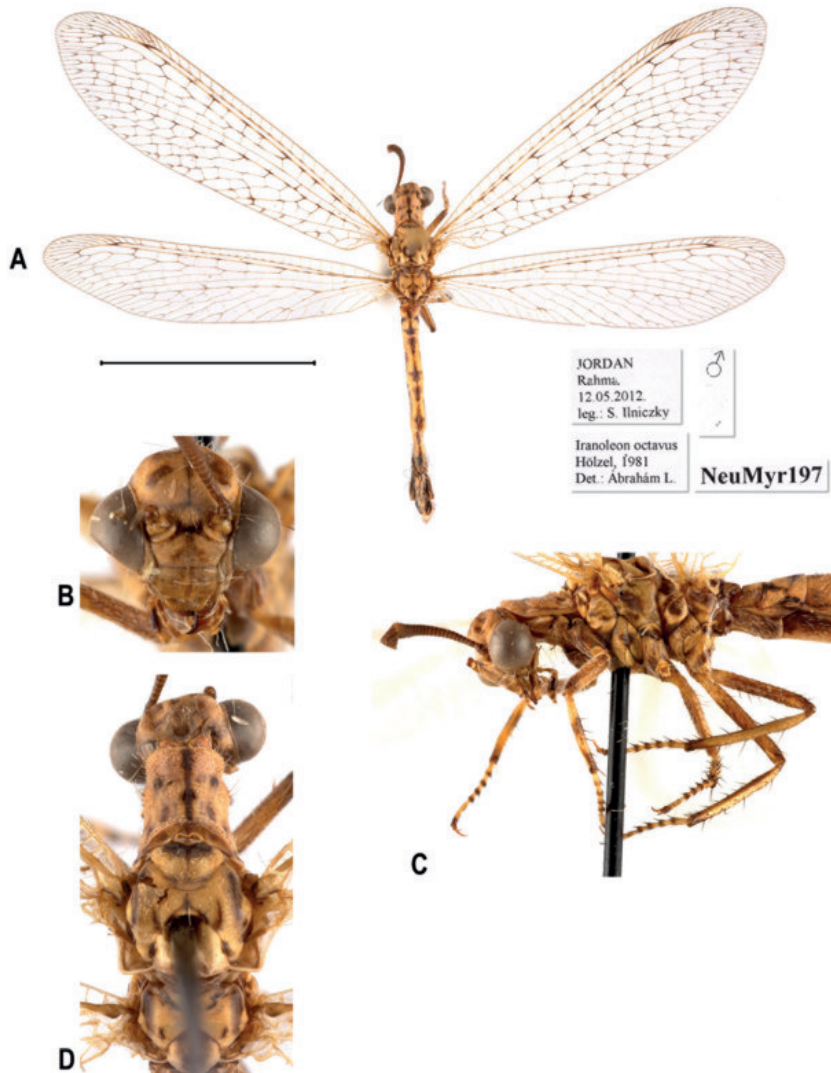 A
JORDAN
Rahma.
12.05.2012.
leg.: S. Ilniczky
♂
Iranoleon octavus
Hölzel, 1981
Det.: Ábrahám L.
NeuMyr197
B
C
D